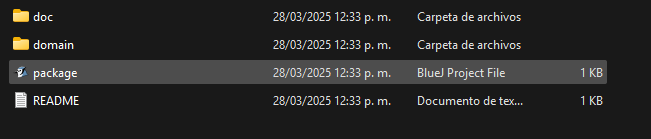 doc 28/03/2025 12:33 p. m. Carpeta de archivos
domain 28/03/2025 12:33 p. m. Carpeta de archivos
package 28/03/2025 12:33 p. m. BlueJ Project File 1 KB
README 28/03/2025 12:33 p. m. Documento de tex... 1 KB